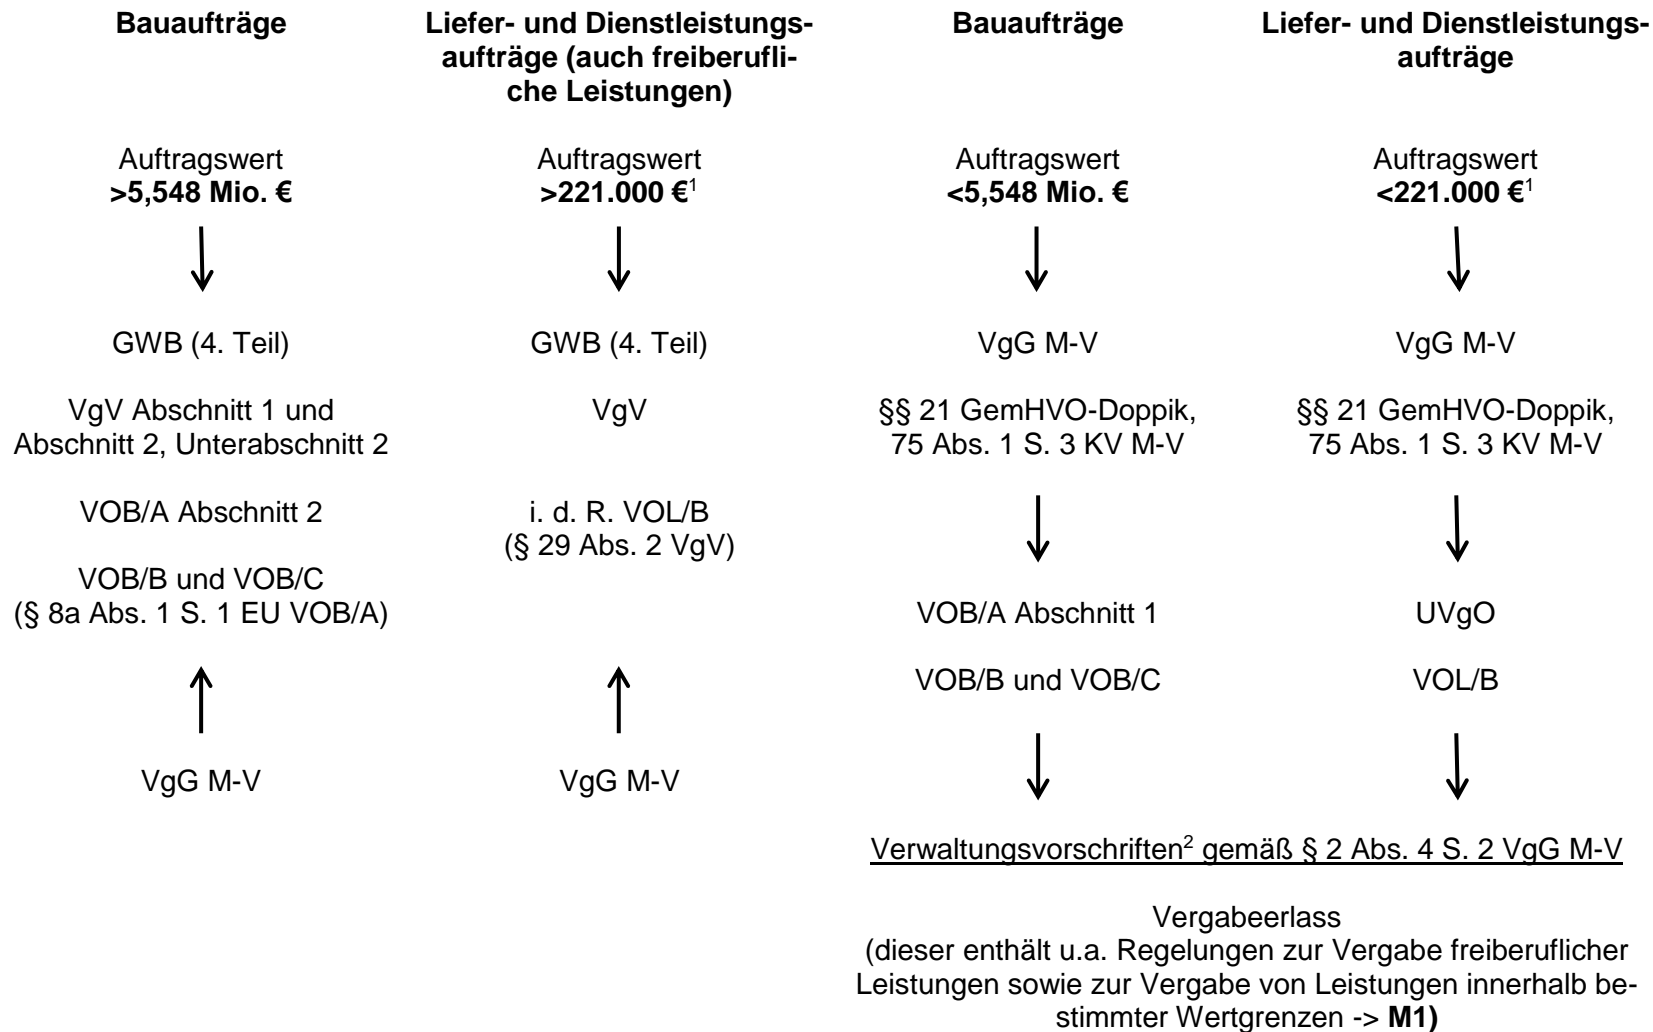 Bauaufträge
Auftragswert
>5,548 Mio. €
GWB (4. Teil)
VgV Abschnitt 1 und
Abschnitt 2, Unterabschnitt 2
VOB/A Abschnitt 2
VOB/B und VOB/C
(§ 8a Abs. 1 S. 1 EU VOB/A)
VgG M-V
Liefer- und Dienstleistungs-
aufträge (auch freiberufli-
che Leistungen)
Auftragswert
>221.000 €¹
GWB (4. Teil)
VgV
i. d. R. VOL/B
(§ 29 Abs. 2 VgV)
VgG M-V
Bauaufträge
Auftragswert
<5,548 Mio. €
VgG M-V
§§ 21 GemHVO-Doppik,
75 Abs. 1 S. 3 KV M-V
VOB/A Abschnitt 1
VOB/B und VOB/C
Liefer- und Dienstleistungs-
aufträge
Auftragswert
<221.000 €¹
VgG M-V
§§ 21 GemHVO-Doppik,
75 Abs. 1 S. 3 KV M-V
UVgO
VOL/B
Verwaltungsvorschriften² gemäß § 2 Abs. 4 S. 2 VgG M-V
Vergabeerlass
(dieser enthält u.a. Regelungen zur Vergabe freiberuflicher
Leistungen sowie zur Vergabe von Leistungen innerhalb be-
stimmter Wertgrenzen -> M1)